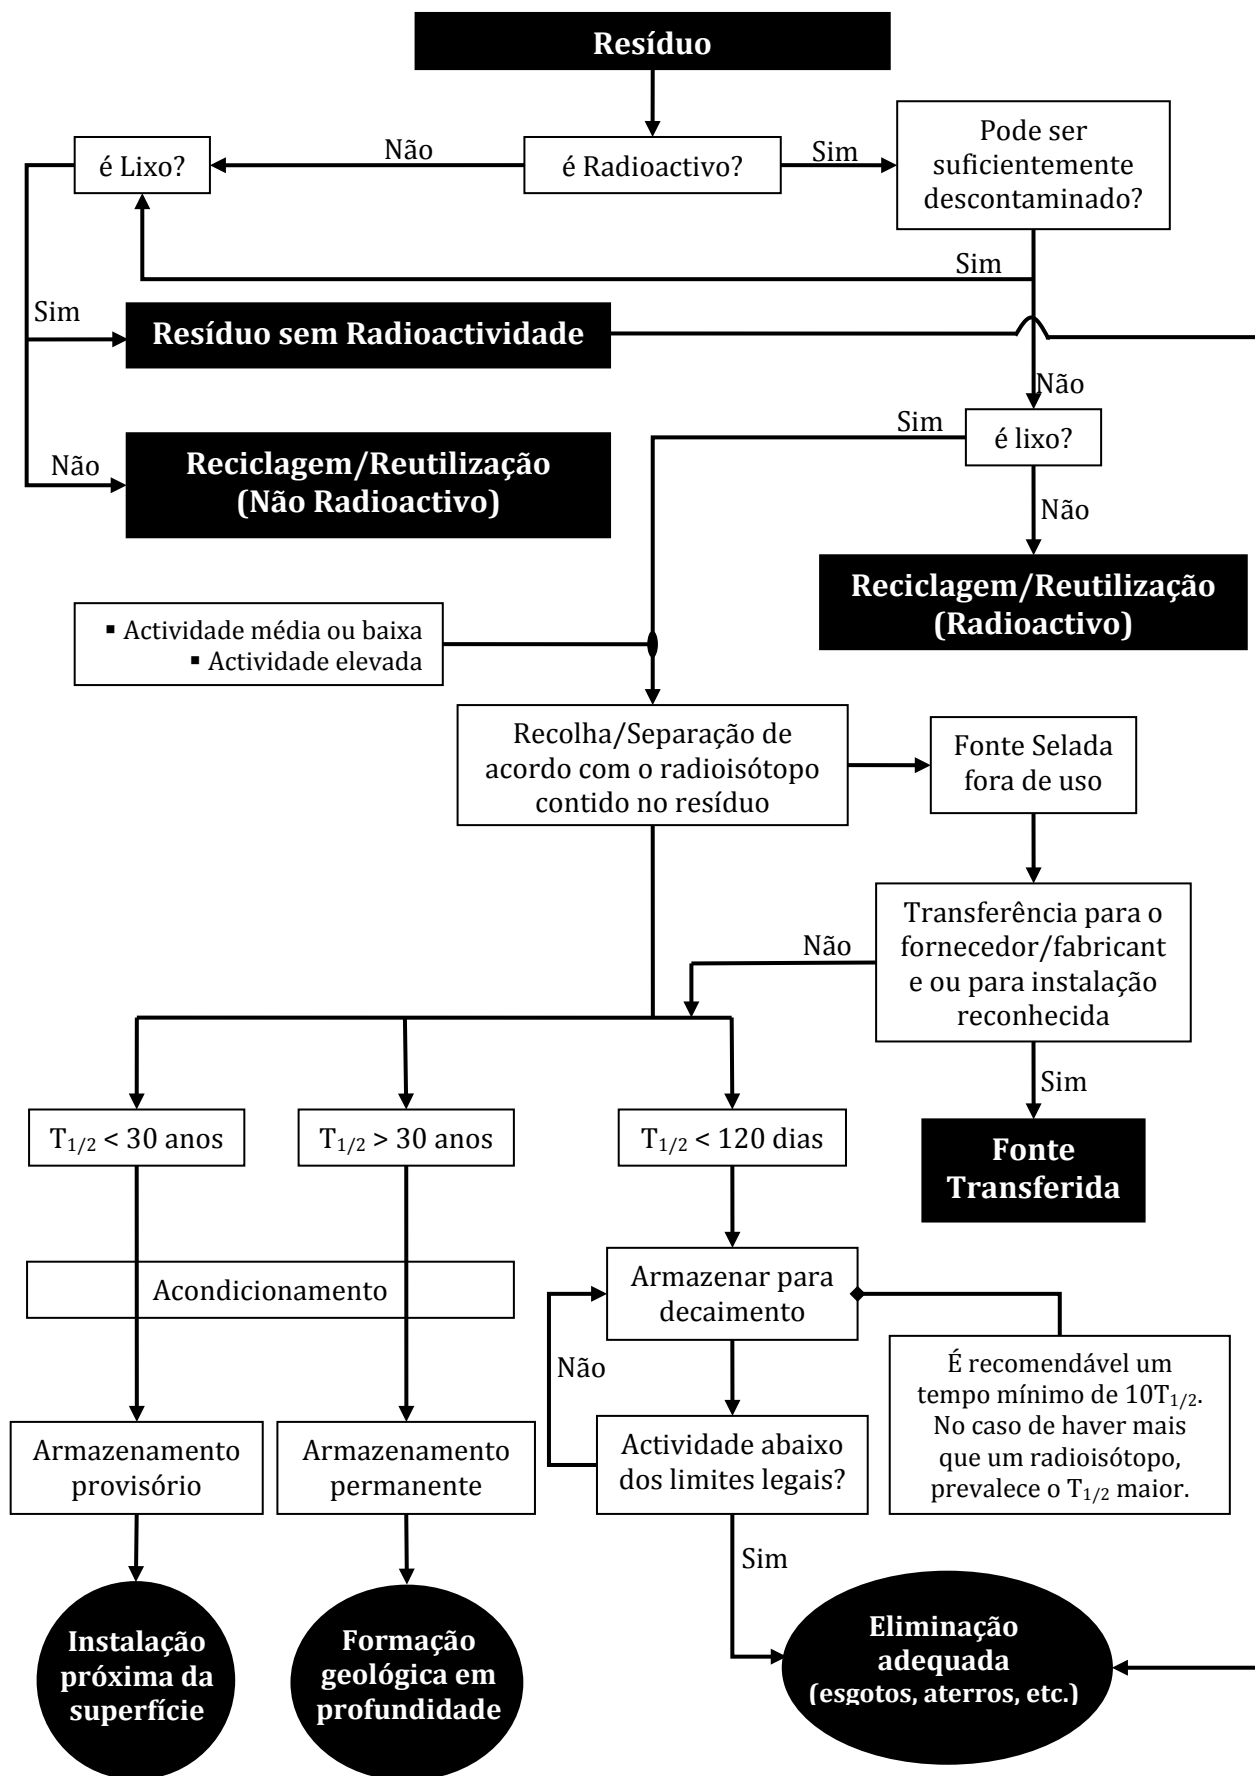 Resíduo
é Lixo?
Não
é Radioactivo?
Sim
Pode ser
suficientemente
descontaminado?
Sim
Sim
Resíduo sem Radioactividade
Não
Sim
é lixo?
Não
Reciclagem/Reutilização
(Não Radioactivo)
Não
Reciclagem/Reutilização
(Radioactivo)
▪ Actividade média ou baixa
▪ Actividade elevada
Recolha/Separação de
acordo com o radioisótopo
contido no resíduo
Fonte Selada
fora de uso
Não
Transferência para o
fornecedor/fabricant
e ou para instalação
reconhecida
Sim
T1/2 < 30 anos
T1/2 > 30 anos
T1/2 < 120 dias
Fonte
Transferida
Acondicionamento
Armazenar para
decaimento
Não
É recomendável um
tempo mínimo de 10T1/2.
No caso de haver mais
que um radioisótopo,
prevalece o T1/2 maior.
Armazenamento
provisório
Armazenamento
permanente
Actividade abaixo
dos limites legais?
Sim
Instalação
próxima da
superfície
Formação
geológica em
profundidade
Eliminação
adequada
(esgotos, aterros, etc.)